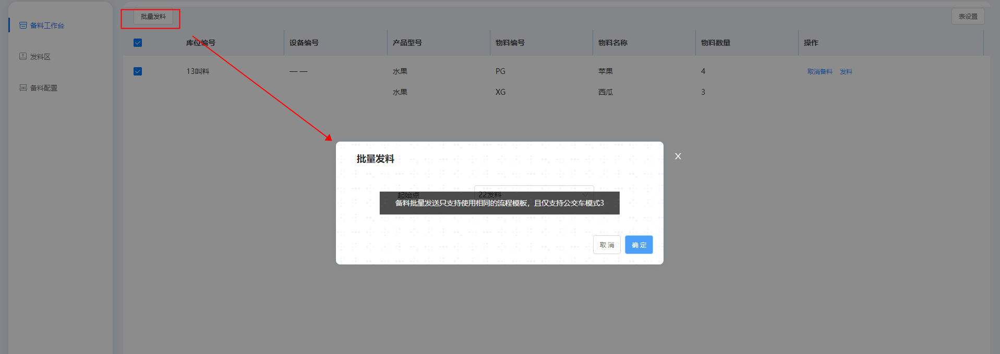 备料工作台
发料区
备料配置
批量发料
表设置
库位编号 设备编号 产品型号 物料编号 物料名称 物料数量 操作
13叫料 — — 水果 PG 苹果 4 取消备料 发料
水果 XG 西瓜 3
批量发料
X
起始点 22发料
备料批量发送只支持使用相同的流程模板，且仅支持公交车模式3
取消 确定